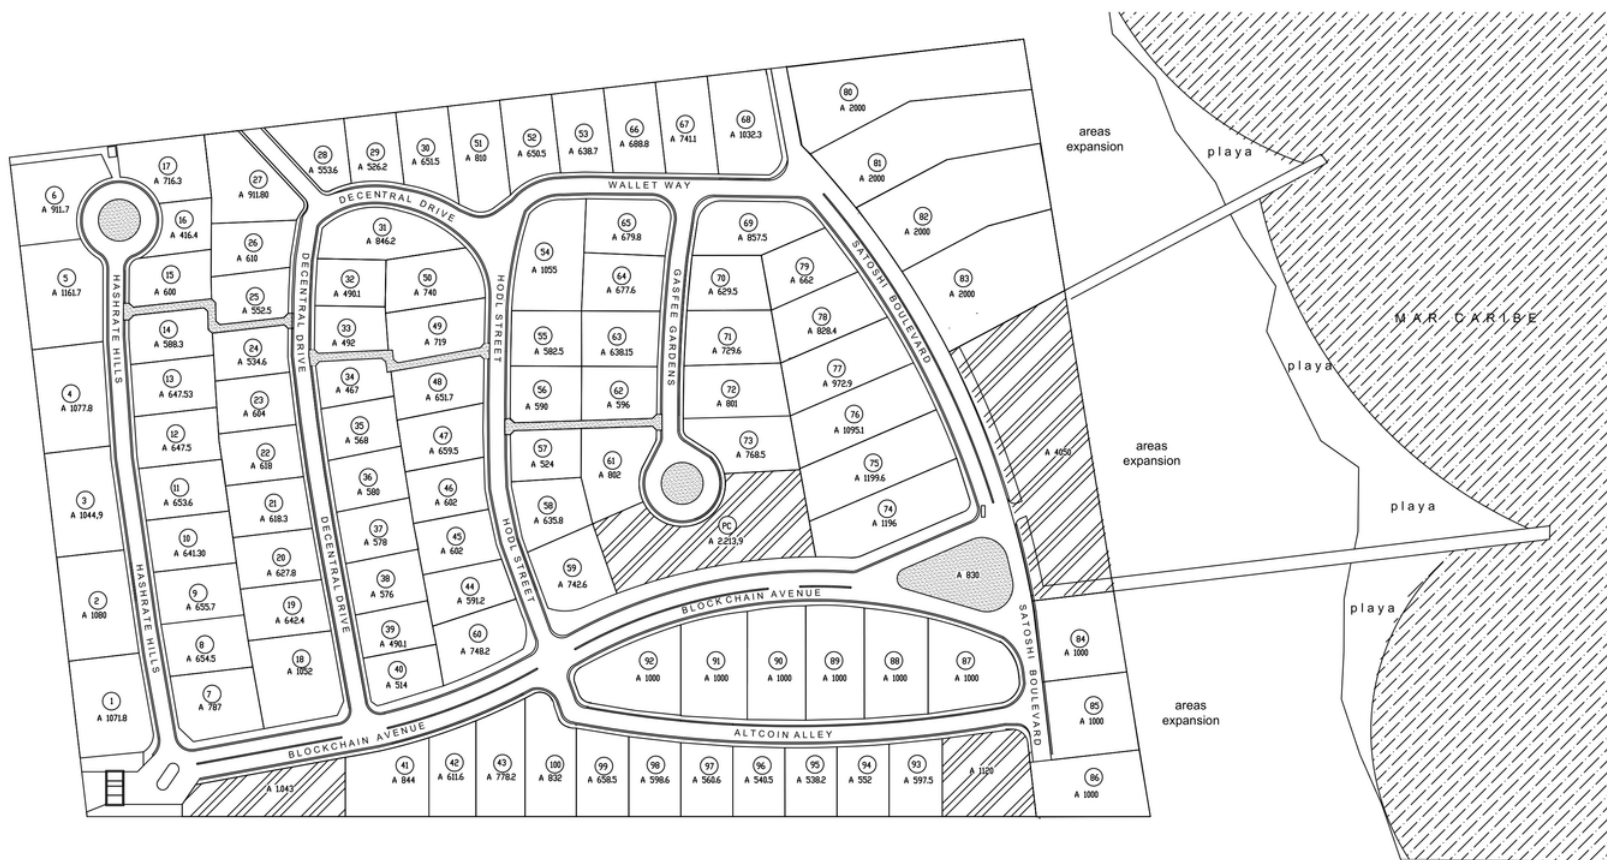 80
A 2000
68
A 1032.3
67
A 741.1
66
A 688.8
53
A 638.7
52
A 650.5
51
A 810
30
A 651.5
29
A 526.2
28
A 553.6
17
A 716.3
27
A 911.80
6
A 911.7
areas
expansion
playa
81
A 2000
WALLET WAY
DECENTRAL DRIVE
82
A 2000
16
A 416.4
31
A 846.2
65
A 679.8
69
A 857.5
26
A 610
54
A 1055
5
A 1161.7
15
A 600
32
A 490.1
50
A 740
64
A 677.6
70
A 629.5
79
A 662
83
A 2000
SATOSHI BOULEVARD
HASHRATE HILLS
DECENTRAL DRIVE
HODL STREET
GASFEE GARDENS
25
A 552.5
MAR CARIBE
14
A 588.3
33
A 492
49
A 719
55
A 582.5
63
A 638.15
71
A 729.6
78
A 828.4
24
A 534.6
playa
13
A 647.53
34
A 467
48
A 651.7
56
A 590
62
A 596
72
A 801
77
A 972.9
4
A 1077.8
23
A 604
76
A 1095.1
12
A 647.5
35
A 568
47
A 659.5
57
A 524
61
A 802
73
A 768.5
A 4050
areas
expansion
22
A 618
75
A 1199.6
11
A 653.6
36
A 580
46
A 602
3
A 1044,9
21
A 618.3
58
A 635.8
74
A 1196
playa
PC
A 2.213,9
10
A 641.30
37
A 578
45
A 602
HODL STREET
DECENTRAL DRIVE
HASHRATE HILLS
20
A 627.8
59
A 742.6
A 830
9
A 655.7
38
A 576
44
A 591.2
BLOCKCHAIN AVENUE
2
A 1080
19
A 642.4
playa
8
A 654.5
39
A 490.1
60
A 748.2
84
A 1000
SATOSHI BOULEVARD
18
A 1052
40
A 514
92
A 1000
91
A 1000
90
A 1000
89
A 1000
88
A 1000
87
A 1000
7
A 787
1
A 1071.8
85
A 1000
areas
expansion
BLOCKCHAIN AVENUE
ALTCOIN ALLEY
41
A 844
42
A 611.6
43
A 778.2
100
A 832
99
A 658.5
98
A 598.6
97
A 560.6
96
A 540.5
95
A 538.2
94
A 552
93
A 597.5
A 1120
86
A 1000
A 1.043